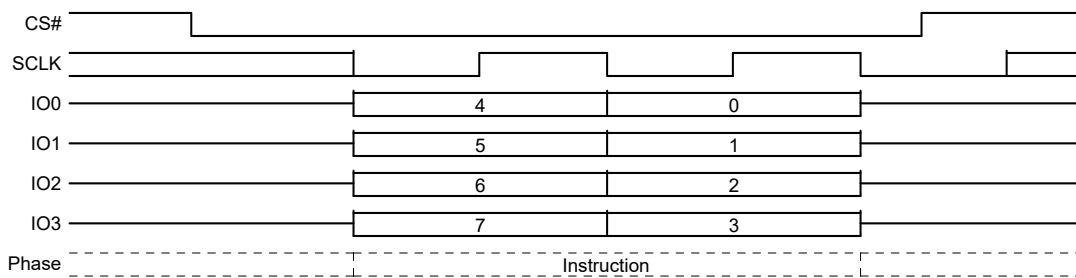 CS#
SCLK
IO0 4 0
IO1 5 1
IO2 6 2
IO3 7 3
Phase Instruction